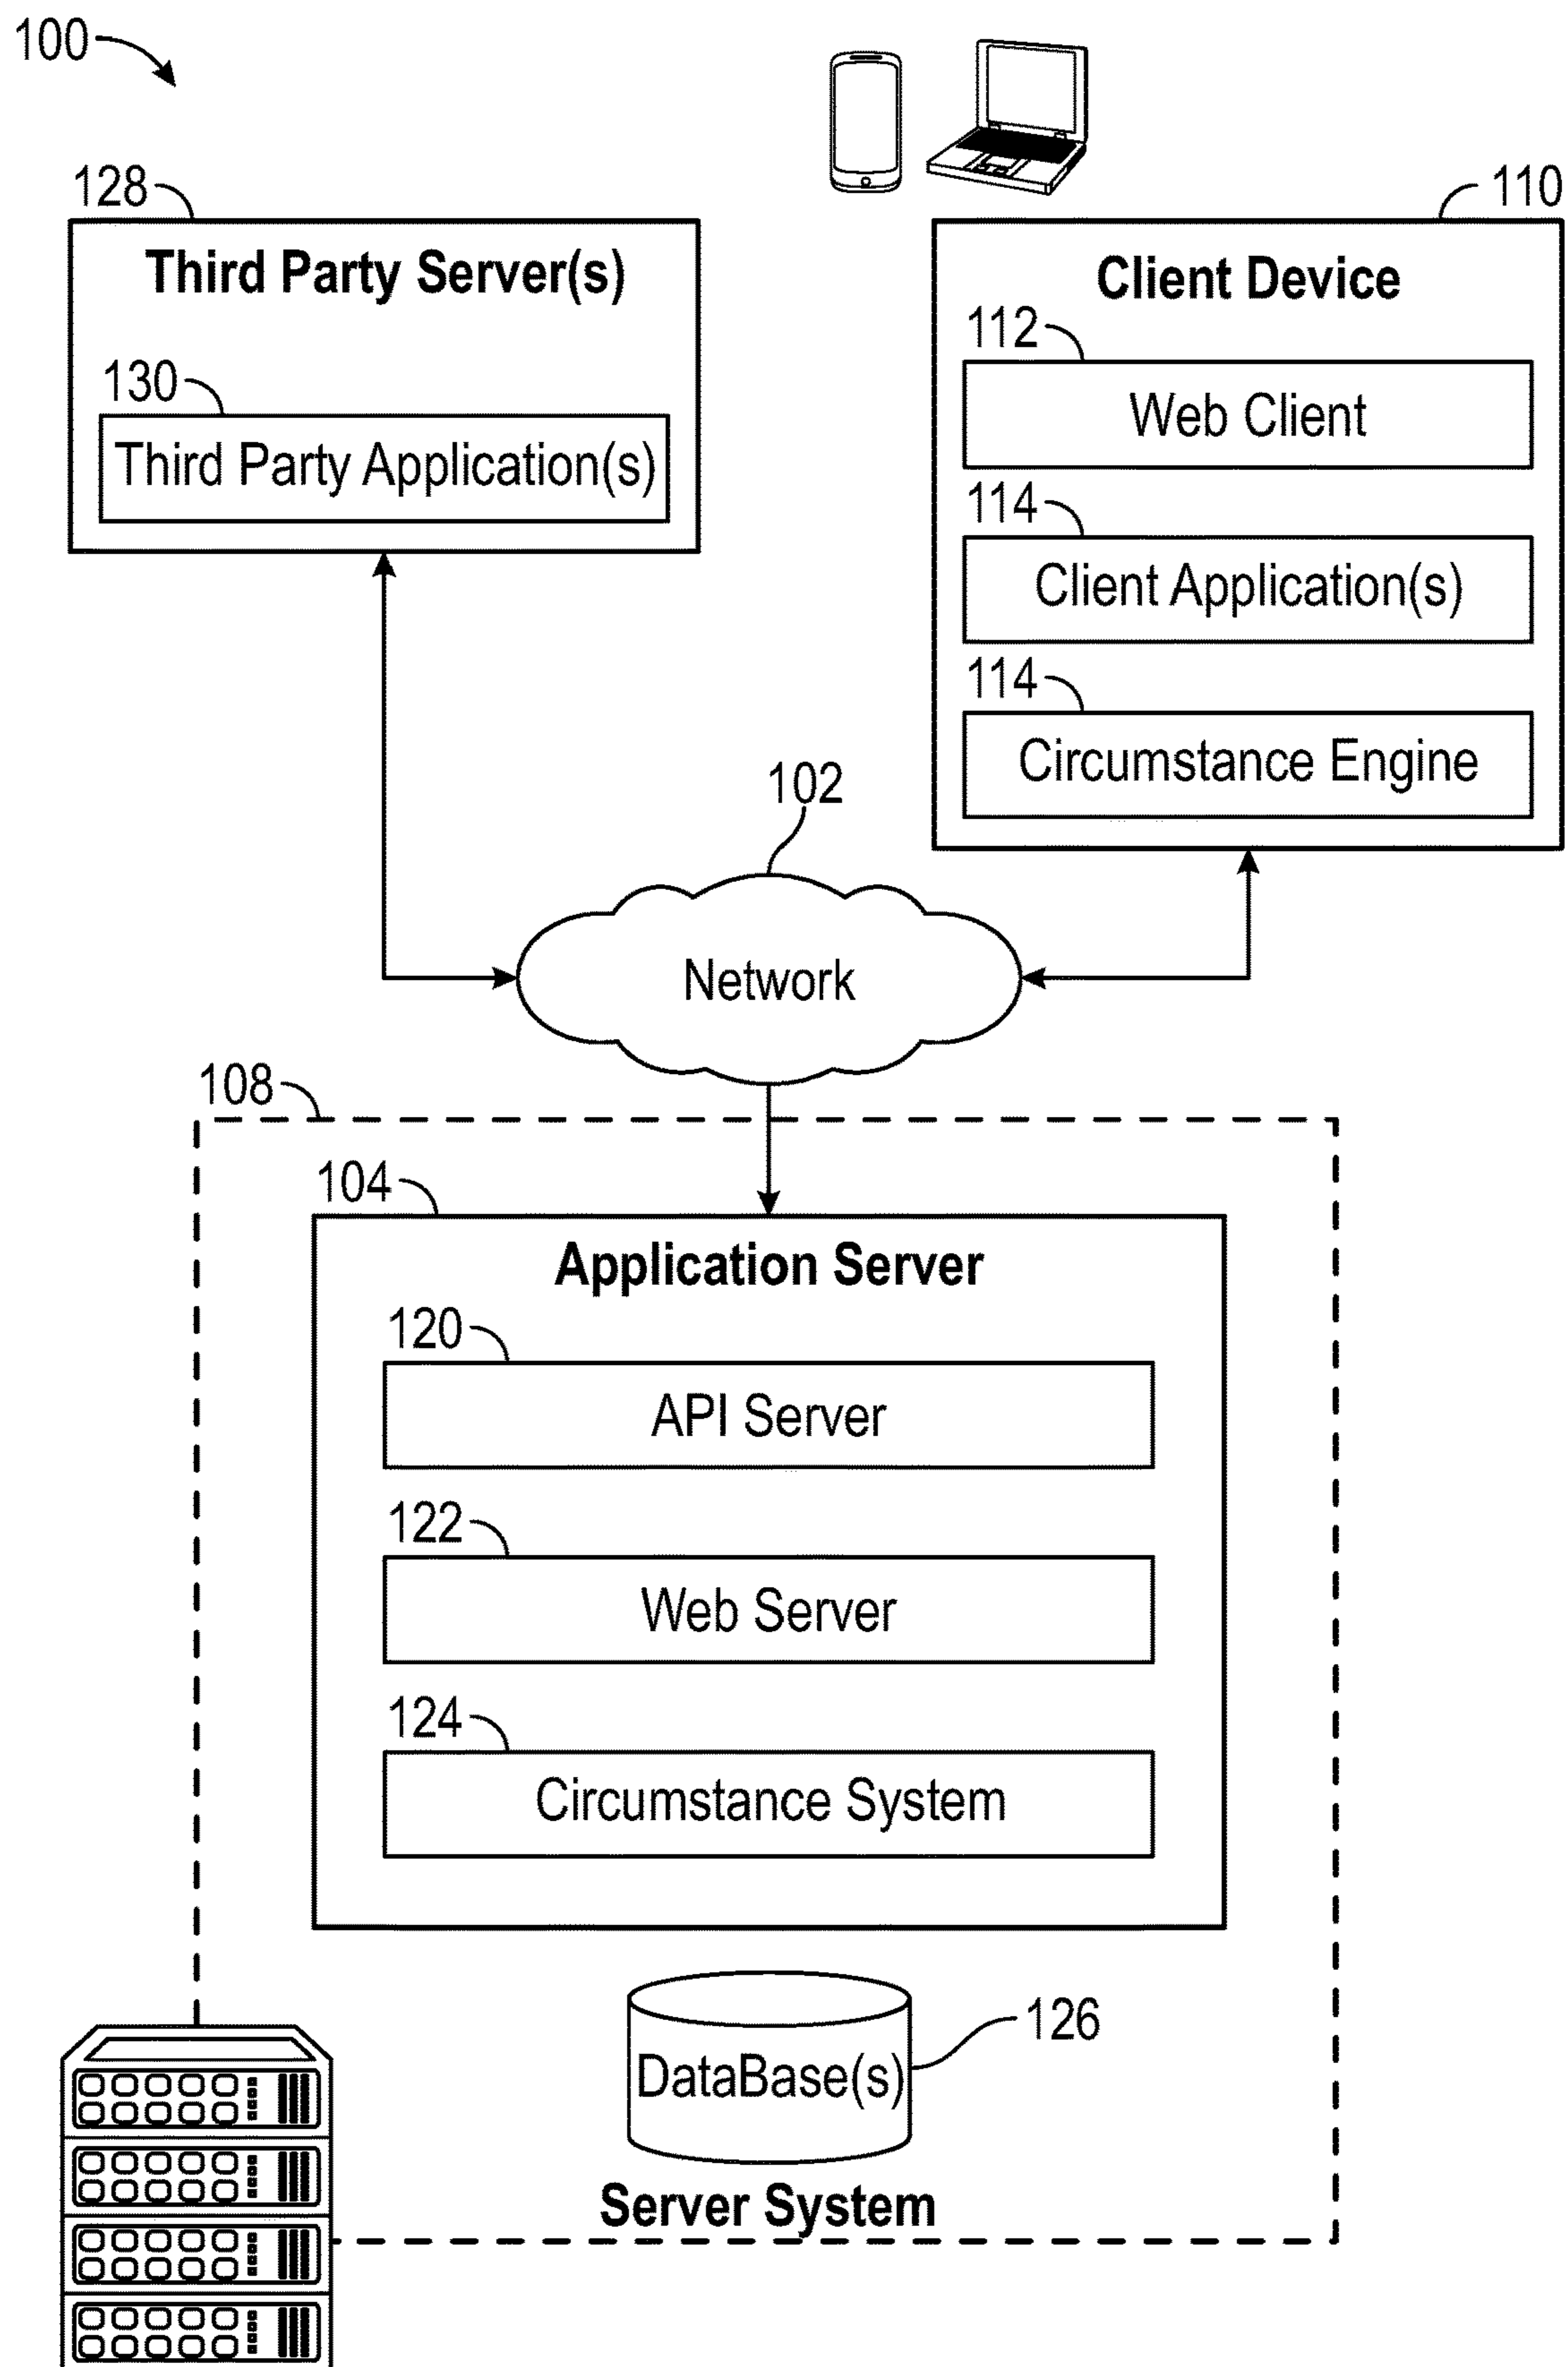 100
128
Third Party Server(s)
130
Third Party Application(s)
110
Client Device
112
Web Client
114
Client Application(s)
114
Circumstance Engine
102
Network
108
104
Application Server
120
API Server
122
Web Server
124
Circumstance System
126
DataBase(s)
Server System